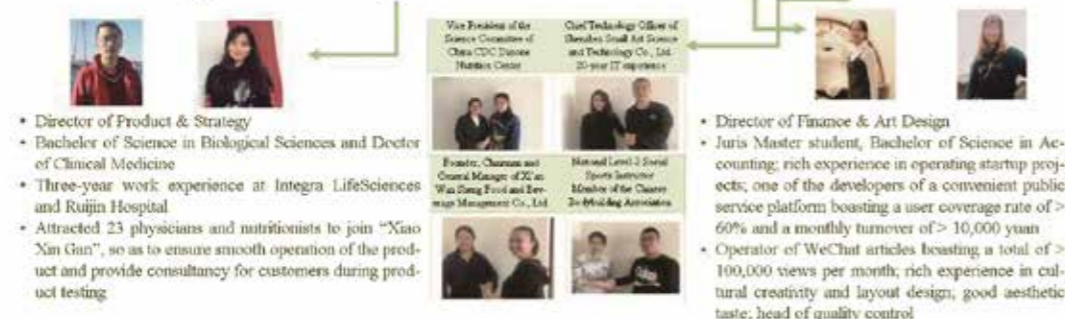 • Director of Product & Strategy
• Bachelor of Science in Biological Sciences and Doctor
of Clinical Medicine
• Three-year work experience at Integra LifeSciences
and Ruijin Hospital
• Attracted 23 physicians and nutritionists to join “Xiao
Xin Gan”, so as to ensure smooth operation of the prod-
uct and provide consultancy for customers during prod-
uct testing
Vice President of the
Science Committee of
China CDC Danone
Nutrition Center
Chief Technology Officer of
Shenzhen Small Art Science
and Technology Co., Ltd.
20-year IT experience
Founder, Chairman and
General Manager of Xi'an
Wan Sheng Food and Bev-
erage Management Co., Ltd.
National Level-2 Social
Sports Instructor
Member of the Chinese
Bodybuilding Association
• Director of Finance & Art Design
• Juris Master student, Bachelor of Science in Ac-
counting; rich experience in operating startup proj-
ects; one of the developers of a convenient public
service platform boasting a user coverage rate of >
60% and a monthly turnover of > 10,000 yuan
• Operator of WeChat articles boasting a total of >
100,000 views per month; rich experience in cul-
tural creativity and layout design; good aesthetic
taste; head of quality control